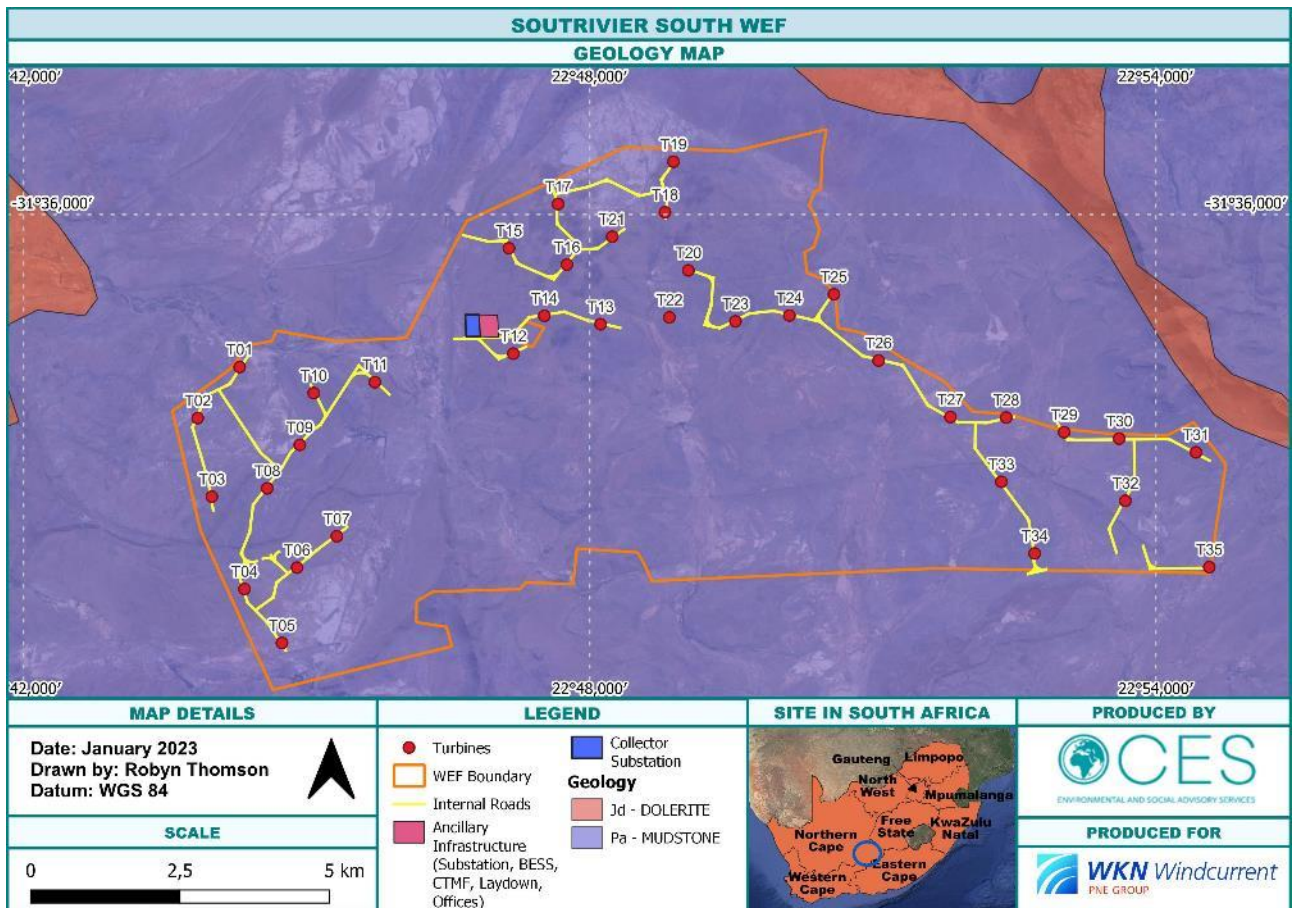 SOUTRIVIER SOUTH WEF
GEOLOGY MAP
42,000′
22°48,000′
22°54,000′
-31°36,000′
-31°36,000′
T19
T17
T18
T21
T15
T16
T20
T25
T22
T14
T13
T23
T24
T12
T01
T11
T10
T26
T02
T27
T28
T09
T29
T30
T31
T08
T03
T33
T32
T07
T34
T06
T35
T04
T05
42,000′
22°48,000′
22°54,000′
MAP DETAILS
Date: January 2023
Drawn by: Robyn Thomson
Datum: WGS 84
SCALE
0 2,5 5 km
LEGEND
Turbines
WEF Boundary
Internal Roads
Ancillary
Infrastructure
(Substation, BESS,
CTMF, Laydown,
Offices)
Collector
Substation
Geology
Jd - DOLERITE
Pa - MUDSTONE
SITE IN SOUTH AFRICA
Gauteng
Limpopo
North
West
Mpumalanga
Free
State
KwaZulu
Natal
Northern
Cape
Eastern
Cape
Western
Cape
PRODUCED BY
CES
ENVIRONMENTAL AND SOCIAL ADVISORY SERVICES
PRODUCED FOR
WKN Windcurrent
PNE GROUP